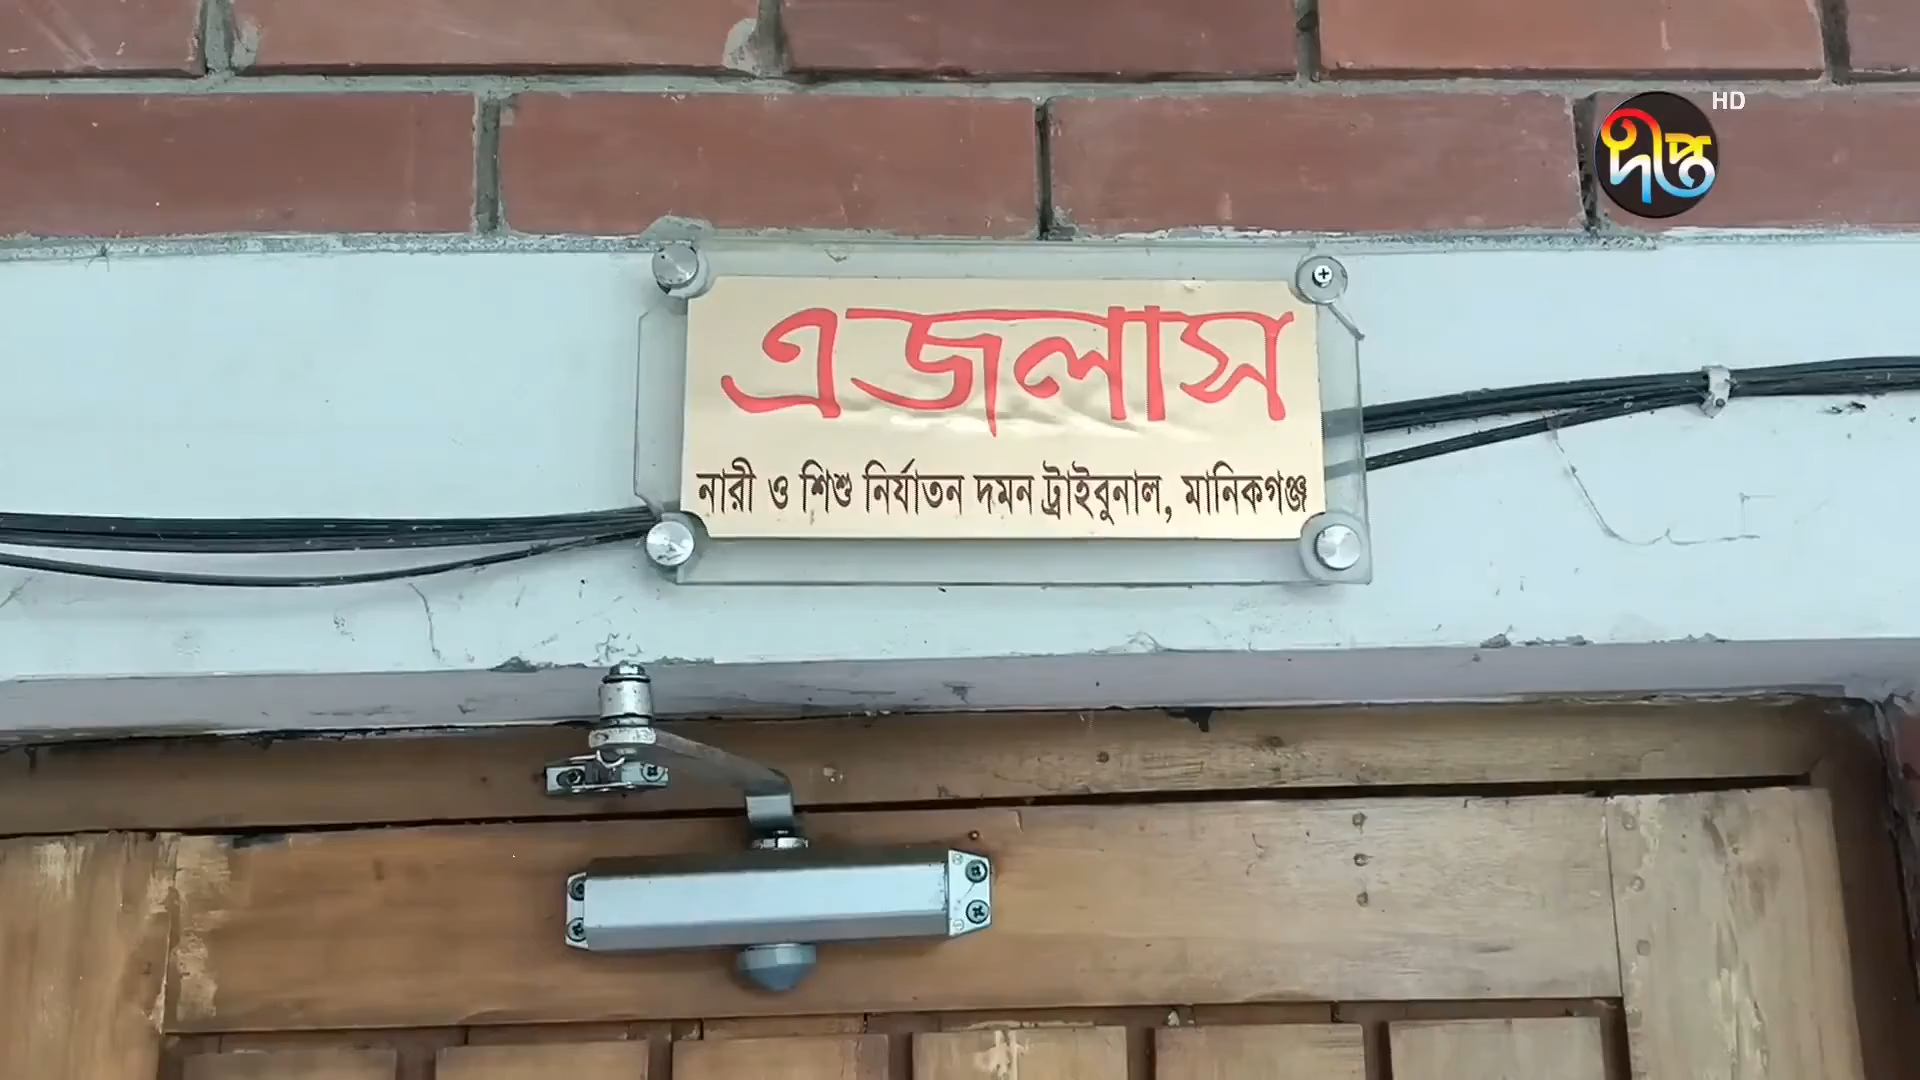 HD
দীপ্ত
এজলাস
নারী ও শিশু নির্যাতন দমন ট্রাইবুনাল, মানিকগঞ্জ